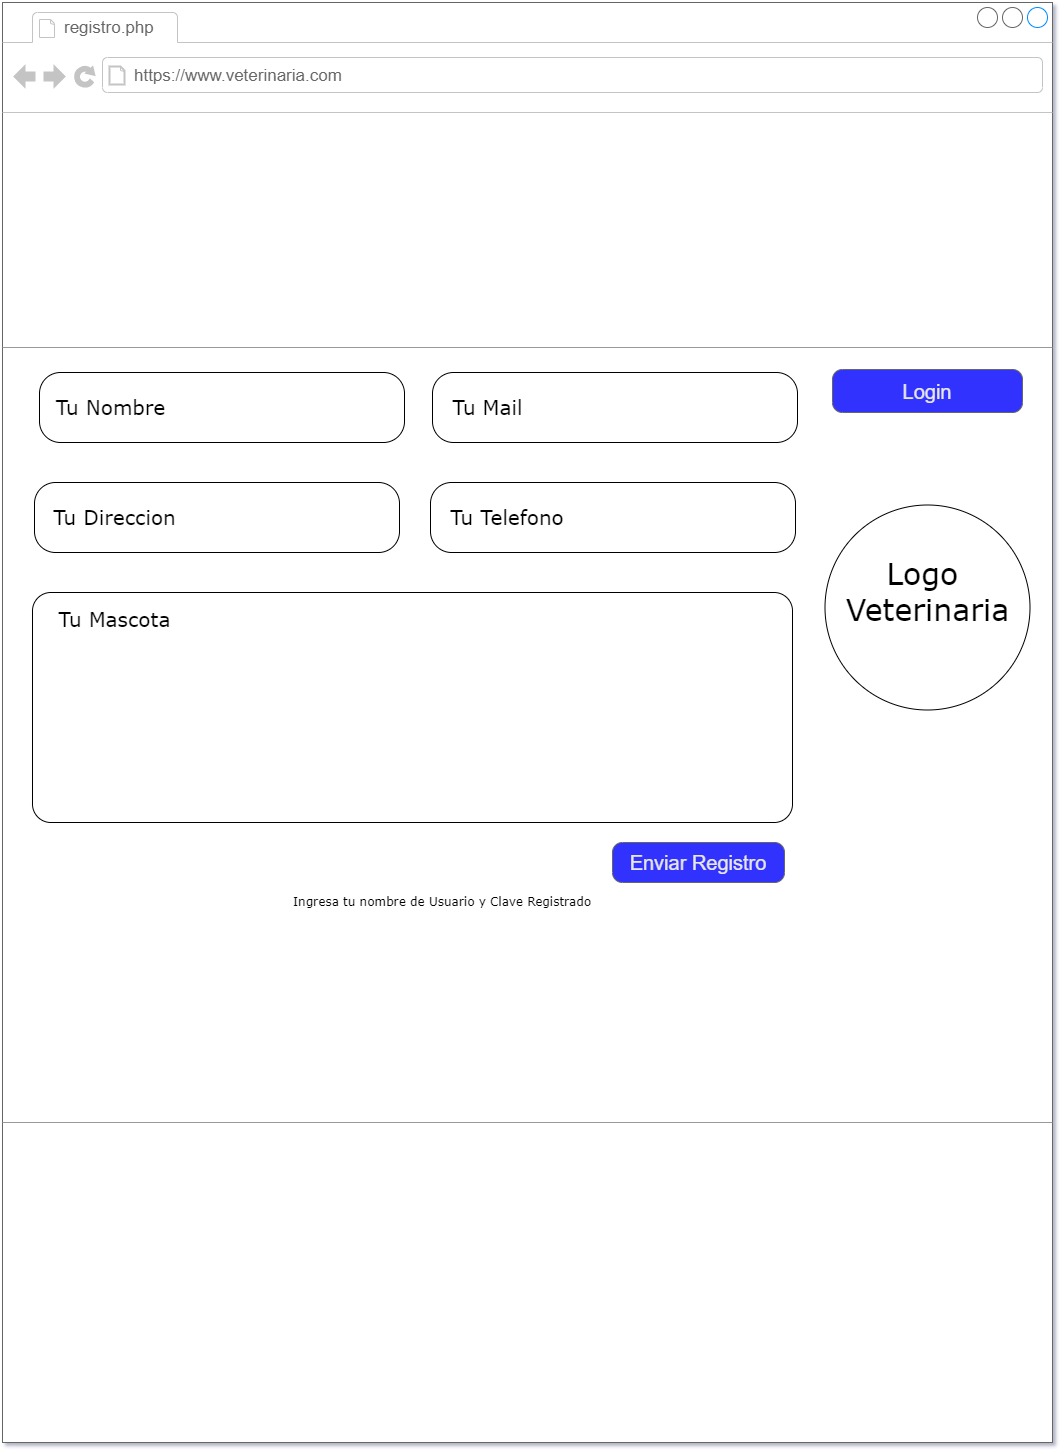 registro.php
https://www.veterinaria.com
Tu Nombre
Tu Mail
Login
Tu Direccion
Tu Telefono
Logo
Veterinaria
Tu Mascota
Enviar Registro
Ingresa tu nombre de Usuario y Clave Registrado